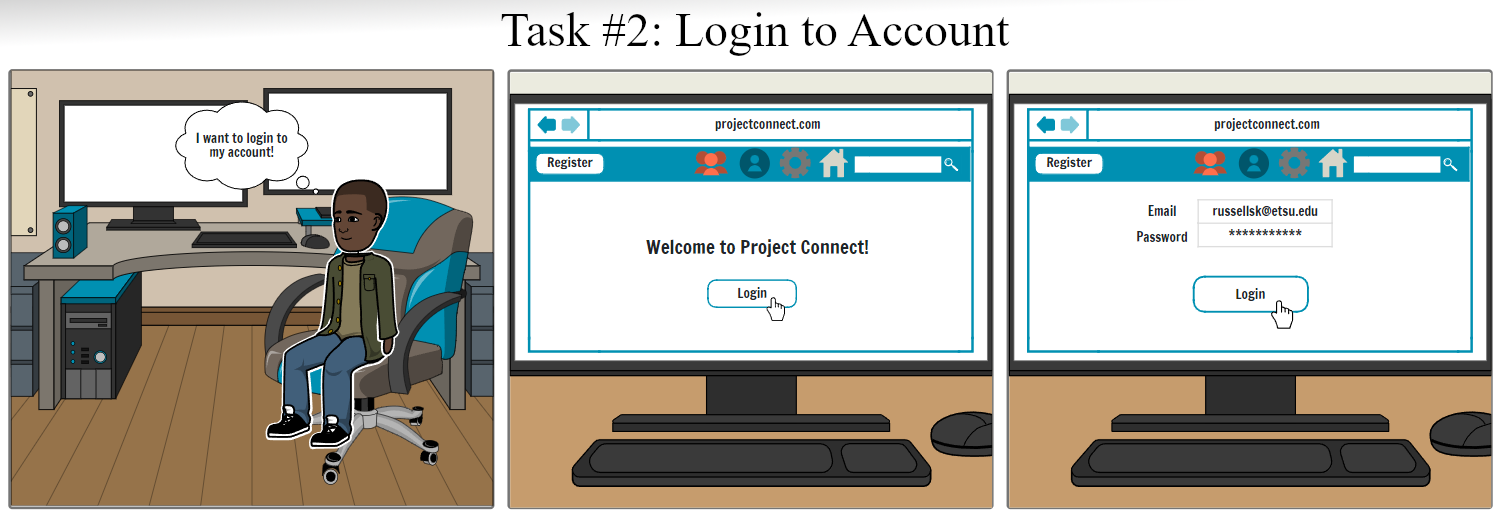 Task #2: Login to Account
I want to login to
my account!
projectconnect.com
Register
Welcome to Project Connect!
Login
projectconnect.com
Register
Email russellsk@etsu.edu
Password ***********
Login